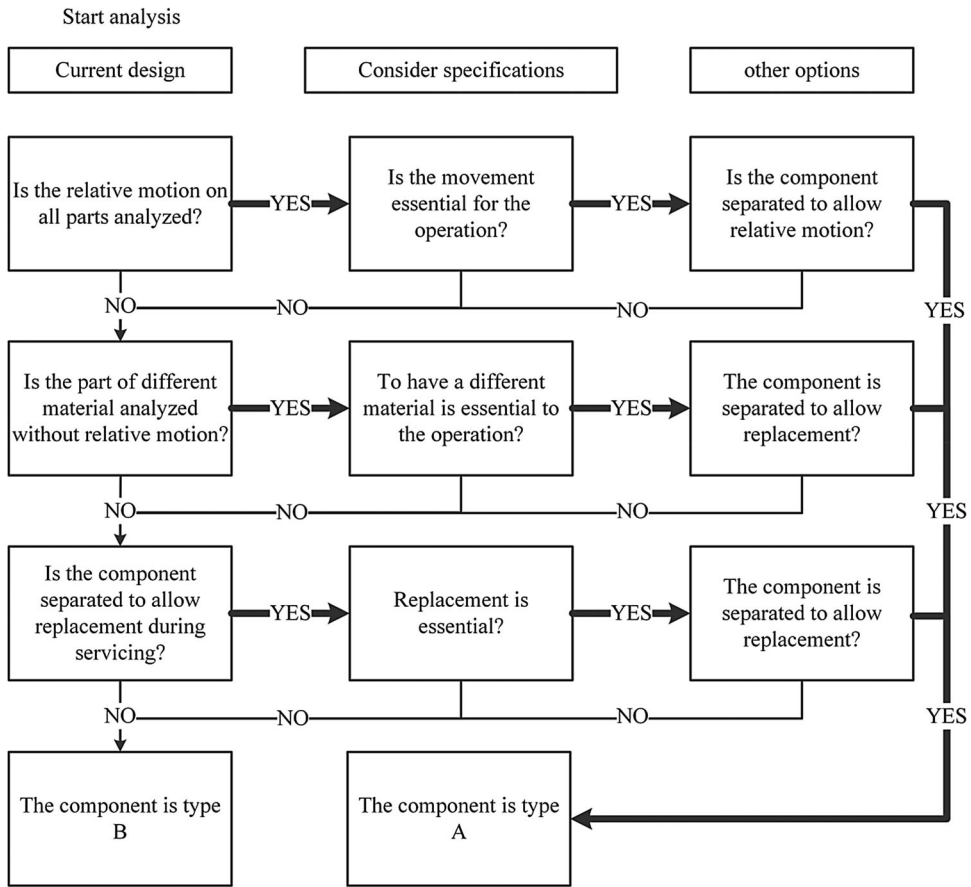 Start analysis
Current design
Consider specifications
other options
Is the relative motion on
all parts analyzed?
YES
Is the movement
essential for the
operation?
YES
Is the component
separated to allow
relative motion?
NO
NO
NO
YES
Is the part of different
material analyzed
without relative motion?
YES
To have a different
material is essential to
the operation?
YES
The component is
separated to allow
replacement?
NO
NO
NO
YES
Is the component
separated to allow
replacement during
servicing?
YES
Replacement is
essential?
YES
The component is
separated to allow
replacement?
NO
NO
NO
YES
The component is type
B
The component is type
A